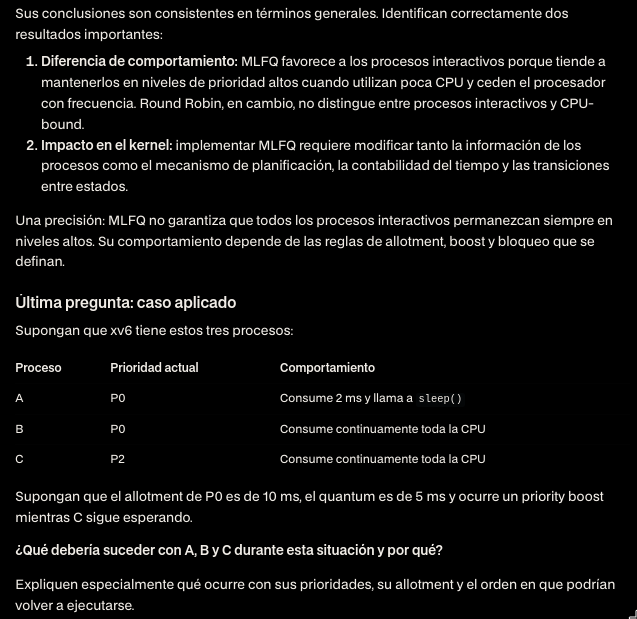 Sus conclusiones son consistentes en términos generales. Identifican correctamente dos
resultados importantes:
1. Diferencia de comportamiento: MLFQ favorece a los procesos interactivos porque tiende a
mantenerlos en niveles de prioridad altos cuando utilizan poca CPU y ceden el procesador
con frecuencia. Round Robin, en cambio, no distingue entre procesos interactivos y CPU-
bound.
2. Impacto en el kernel: implementar MLFQ requiere modificar tanto la información de los
procesos como el mecanismo de planificación, la contabilidad del tiempo y las transiciones
entre estados.
Una precisión: MLFQ no garantiza que todos los procesos interactivos permanezcan siempre en
niveles altos. Su comportamiento depende de las reglas de allotment, boost y bloqueo que se
definan.
Última pregunta: caso aplicado
Supongan que xv6 tiene estos tres procesos:
Proceso Prioridad actual Comportamiento
A P0 Consume 2 ms y llama a sleep()
B P0 Consume continuamente toda la CPU
C P2 Consume continuamente toda la CPU
Supongan que el allotment de P0 es de 10 ms, el quantum es de 5 ms y ocurre un priority boost
mientras C sigue esperando.
¿Qué debería suceder con A, B y C durante esta situación y por qué?
Expliquen especialmente qué ocurre con sus prioridades, su allotment y el orden en que podrían
volver a ejecutarse.